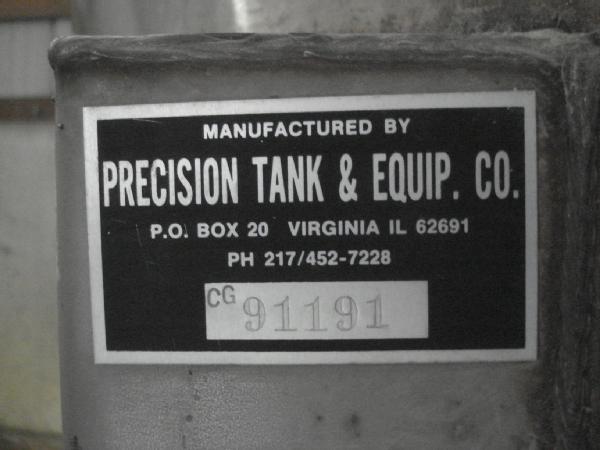 MANUFACTURED BY
PRECISION TANK & EQUIP. CO.
P.O. BOX 20 VIRGINIA IL 62691
PH 217/452-7228
CG 91191